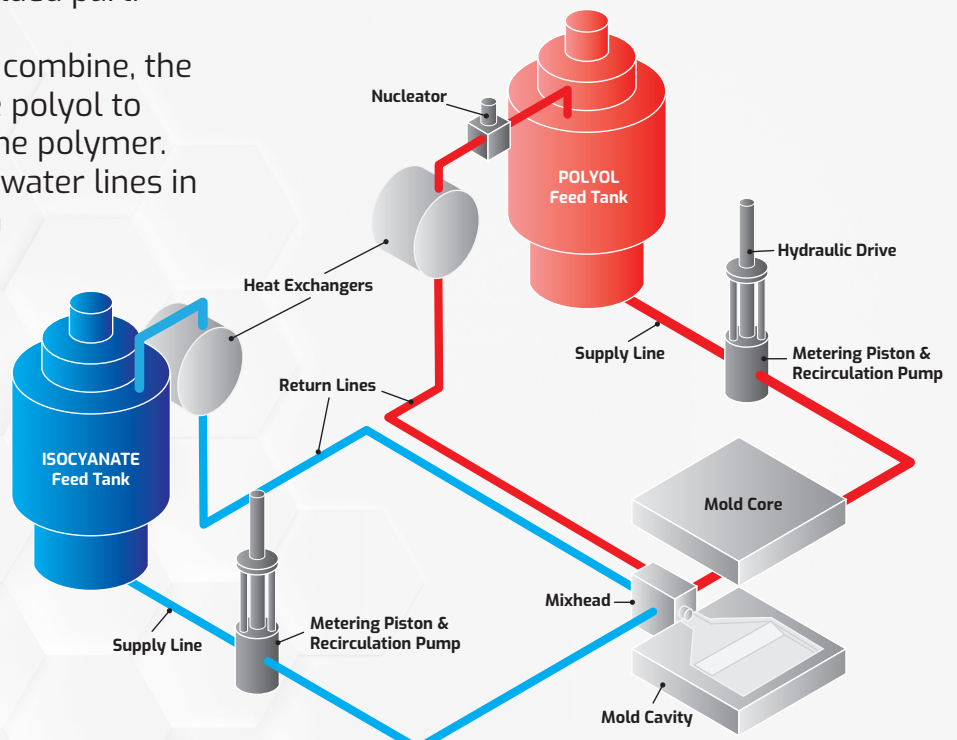 combine, the
polyol to
ne polymer.
water lines in
Nucleator
POLYOL
Feed Tank
Hydraulic Drive
Heat Exchangers
Supply Line
Metering Piston &
Recirculation Pump
Return Lines
ISOCYANATE
Feed Tank
Mold Core
Mixhead
Metering Piston &
Recirculation Pump
Supply Line
Mold Cavity